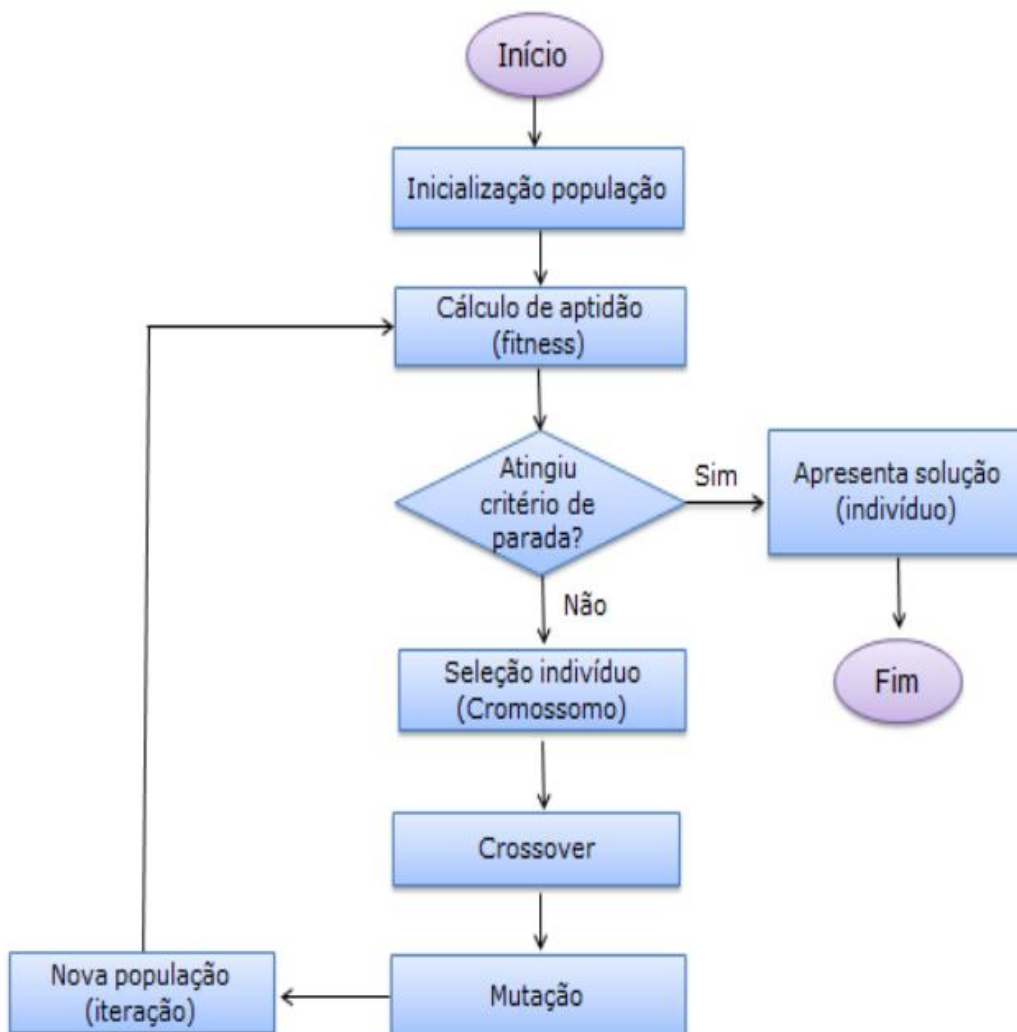 Início
Inicialização população
Cálculo de aptidão
(fitness)
Atingiu
critério de
parada?
Sim
Apresenta solução
(indivíduo)
Não
Fim
Seleção indivíduo
(Cromossomo)
Crossover
Mutação
Nova população
(iteração)